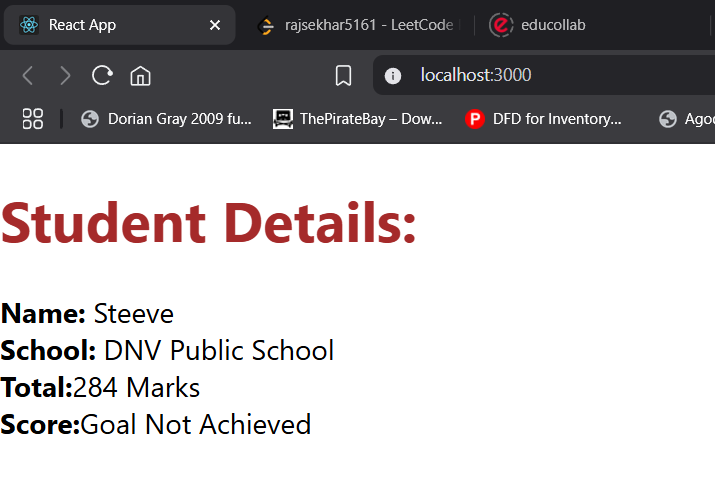 React App
rajsekhar5161 - LeetCode
educollab
localhost:3000
Dorian Gray 2009 fu...
ThePirateBay – Dow...
DFD for Inventory...
Student Details:
Name: Steeve
School: DNV Public School
Total:284 Marks
Score:Goal Not Achieved